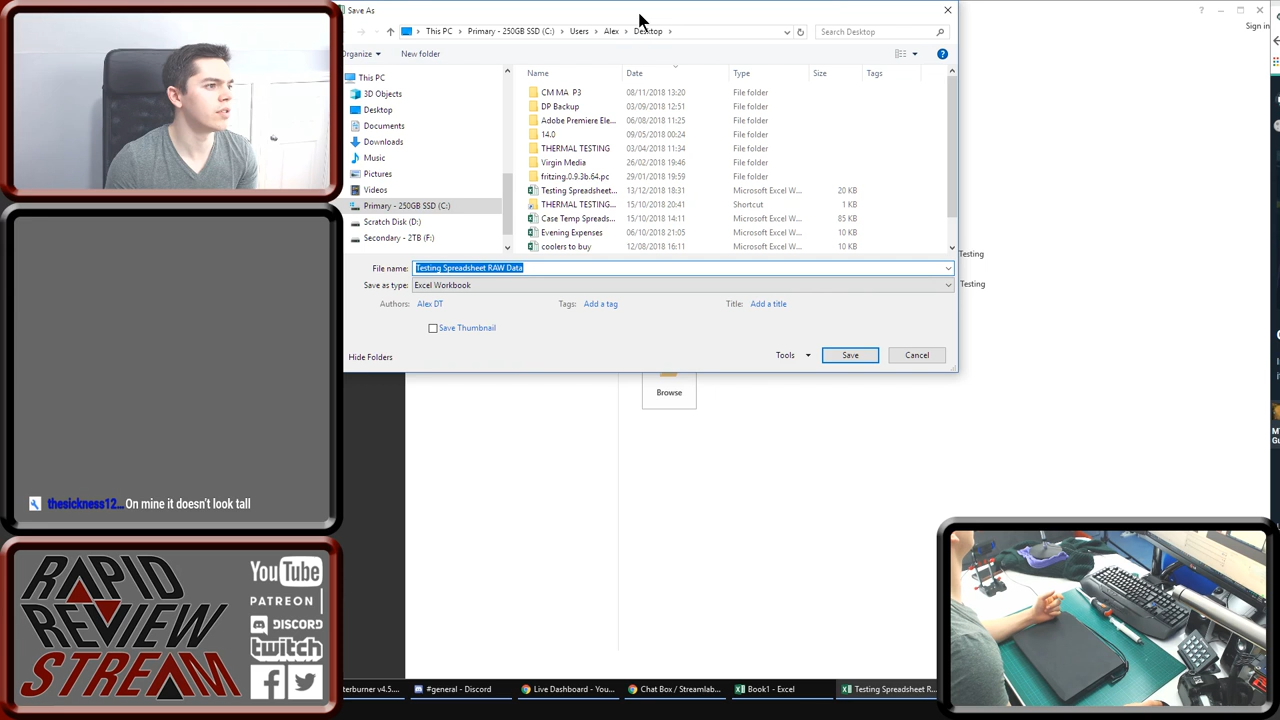 Save As
This PC › Primary - 250GB SSD (C:) › Users › Alex › Desktop ›
Search Desktop
Sign in
Organize
New folder
This PC
3D Objects
Desktop
Documents
Downloads
Music
Pictures
Videos
Primary - 250GB SSD (C:)
Scratch Disk (D:)
Secondary - 2TB (F:)
Name Date Type Size Tags
CM MA P3 08/11/2018 13:20 File folder
DP Backup 03/09/2018 12:51 File folder
Adobe Premiere Ele... 06/08/2018 11:25 File folder
14.0 09/05/2018 00:24 File folder
THERMAL TESTING 03/04/2018 11:34 File folder
Virgin Media 26/02/2018 19:46 File folder
fritzing.0.9.3b.64.pc 29/01/2018 19:59 File folder
Testing Spreadsheet... 13/12/2018 18:31 Microsoft Excel W... 20 KB
THERMAL TESTING... 15/10/2018 20:41 Shortcut 1 KB
Case Temp Spreads... 15/10/2018 14:11 Microsoft Excel W... 85 KB
Evening Expenses 06/10/2018 21:05 Microsoft Excel W... 10 KB
coolers to buy 12/08/2018 16:11 Microsoft Excel W... 10 KB
File name: Testing Spreadsheet RAW Data
Save as type: Excel Workbook
Authors: Alex DT
Tags: Add a tag
Title: Add a title
Save Thumbnail
Hide Folders
Tools
Save
Cancel
Testing
Testing
Browse
thesickness12... On mine it doesn't look tall
RAPID
REVIEW
STREAM
YouTube
PATREON
DISCORD
twitch
terburner v4.5....
#general - Discord
Live Dashboard - You...
Chat Box / Streamlab...
Book1 - Excel
Testing Spreadsheet R...